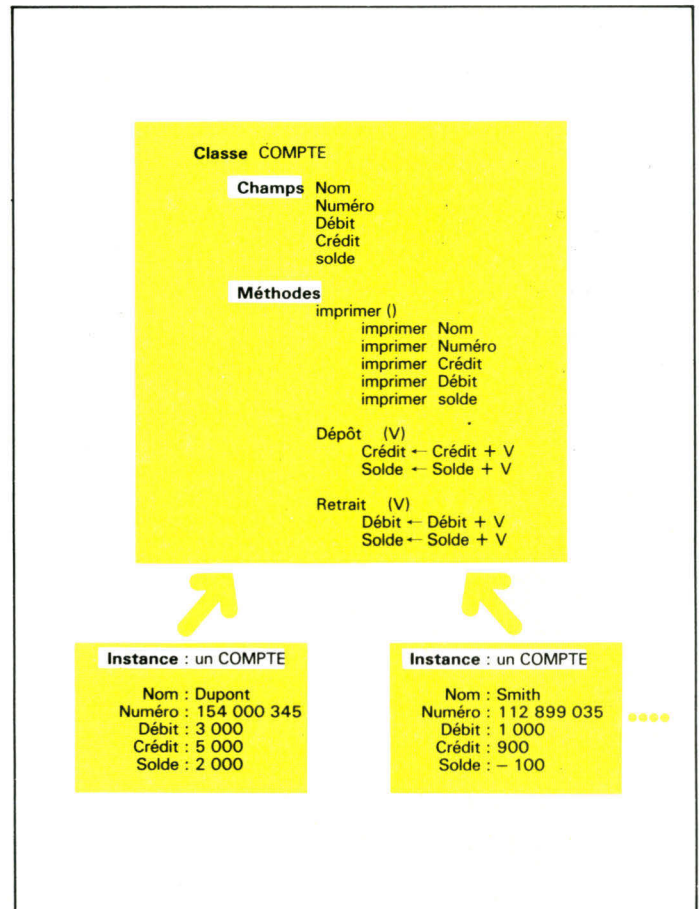 Classe COMPTE
Champs Nom
Numéro
Débit
Crédit
solde
Méthodes
imprimer ()
imprimer Nom
imprimer Numéro
imprimer Crédit
imprimer Débit
imprimer solde
Dépôt (V)
Crédit ← Crédit + V
Solde ← Solde + V
Retrait (V)
Débit ← Débit + V
Solde ← Solde + V
Instance : un COMPTE
Nom : Dupont
Numéro : 154 000 345
Débit : 3 000
Crédit : 5 000
Solde : 2 000
Instance : un COMPTE
Nom : Smith
Numéro : 112 899 035
Débit : 1 000
Crédit : 900
Solde : – 100